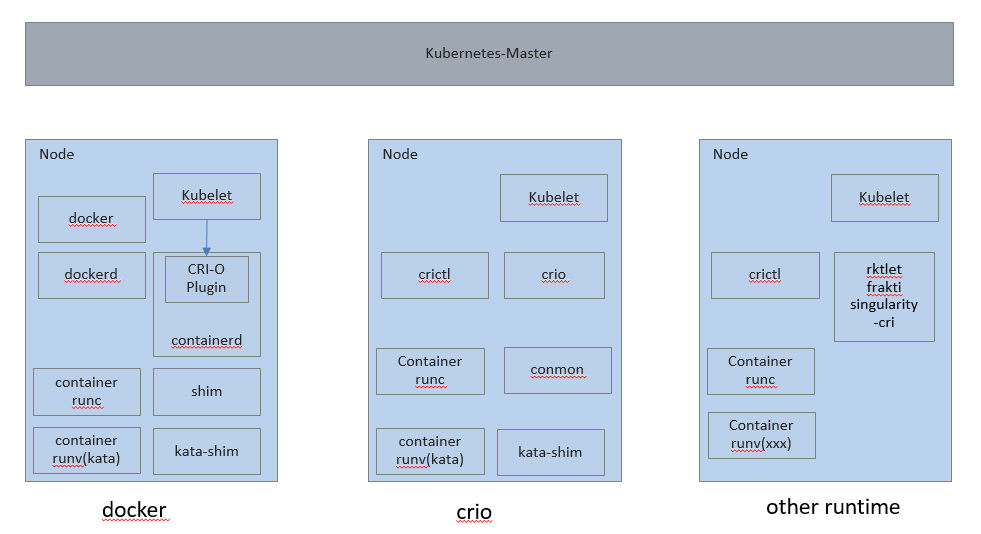 Kubernetes-Master
Node
Kubelet
docker
dockerd
CRI-O
Plugin
containerd
container
runc
shim
container
runv(kata)
kata-shim
docker
Node
Kubelet
crictl
crio
Container
runc
conmon
container
runv(kata)
kata-shim
crio
Node
Kubelet
crictl
rktlet
frakti
singularity
-cri
Container
runc
Container
runv(xxx)
other runtime